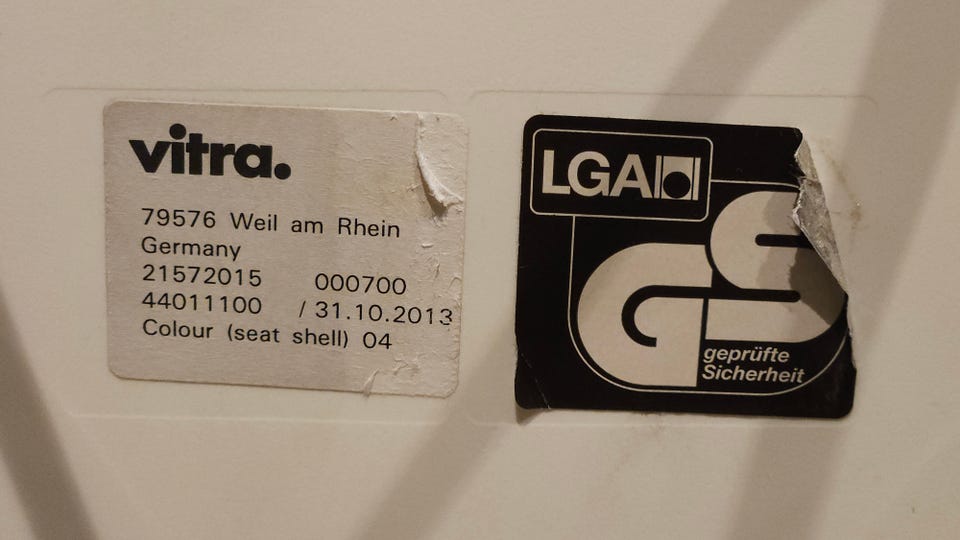 vitra.
79576 Weil am Rhein
Germany
21572015 000700
44011100 / 31.10.2013
Colour (seat shell) 04
LGA
GS
geprüfte
Sicherheit